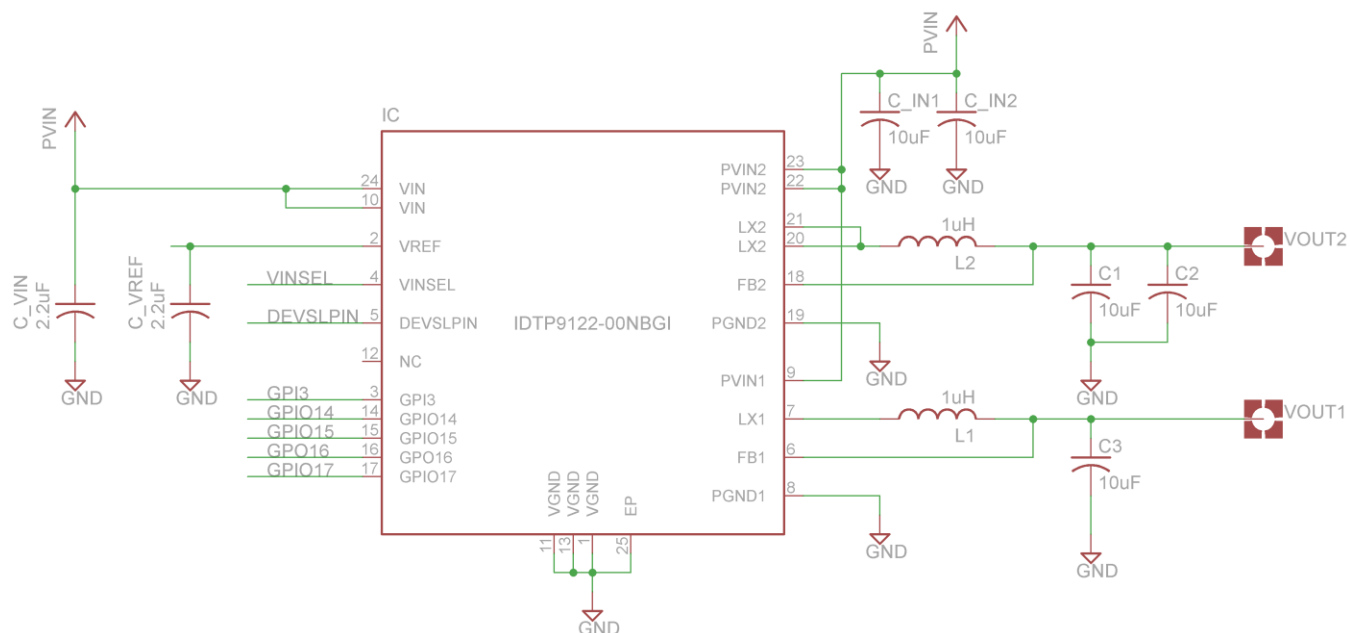 PVIN
C_IN1
C_IN2
10uF
10uF
GND
GND
PVIN
IC
24
VIN
10
VIN
2
VREF
VINSEL
4
VINSEL
DEVSLPIN
5
DEVSLPIN
12
NC
GPI3
3
GPI3
GPIO14
14
GPIO14
GPIO15
15
GPIO15
GPO16
16
GPO16
GPIO17
17
GPIO17
C_VIN
2.2uF
C_VREF
2.2uF
GND
GND
IDTP9122-00NBGI
PVIN2
23
PVIN2
22
LX2
21
LX2
20
FB2
18
PGND2
19
PVIN1
9
LX1
7
FB1
6
PGND1
8
1uH
L2
VOUT2
C1
10uF
C2
10uF
GND
GND
1uH
L1
VOUT1
C3
10uF
GND
GND
VGND
VGND
VGND
EP
11
13
1
25
GND